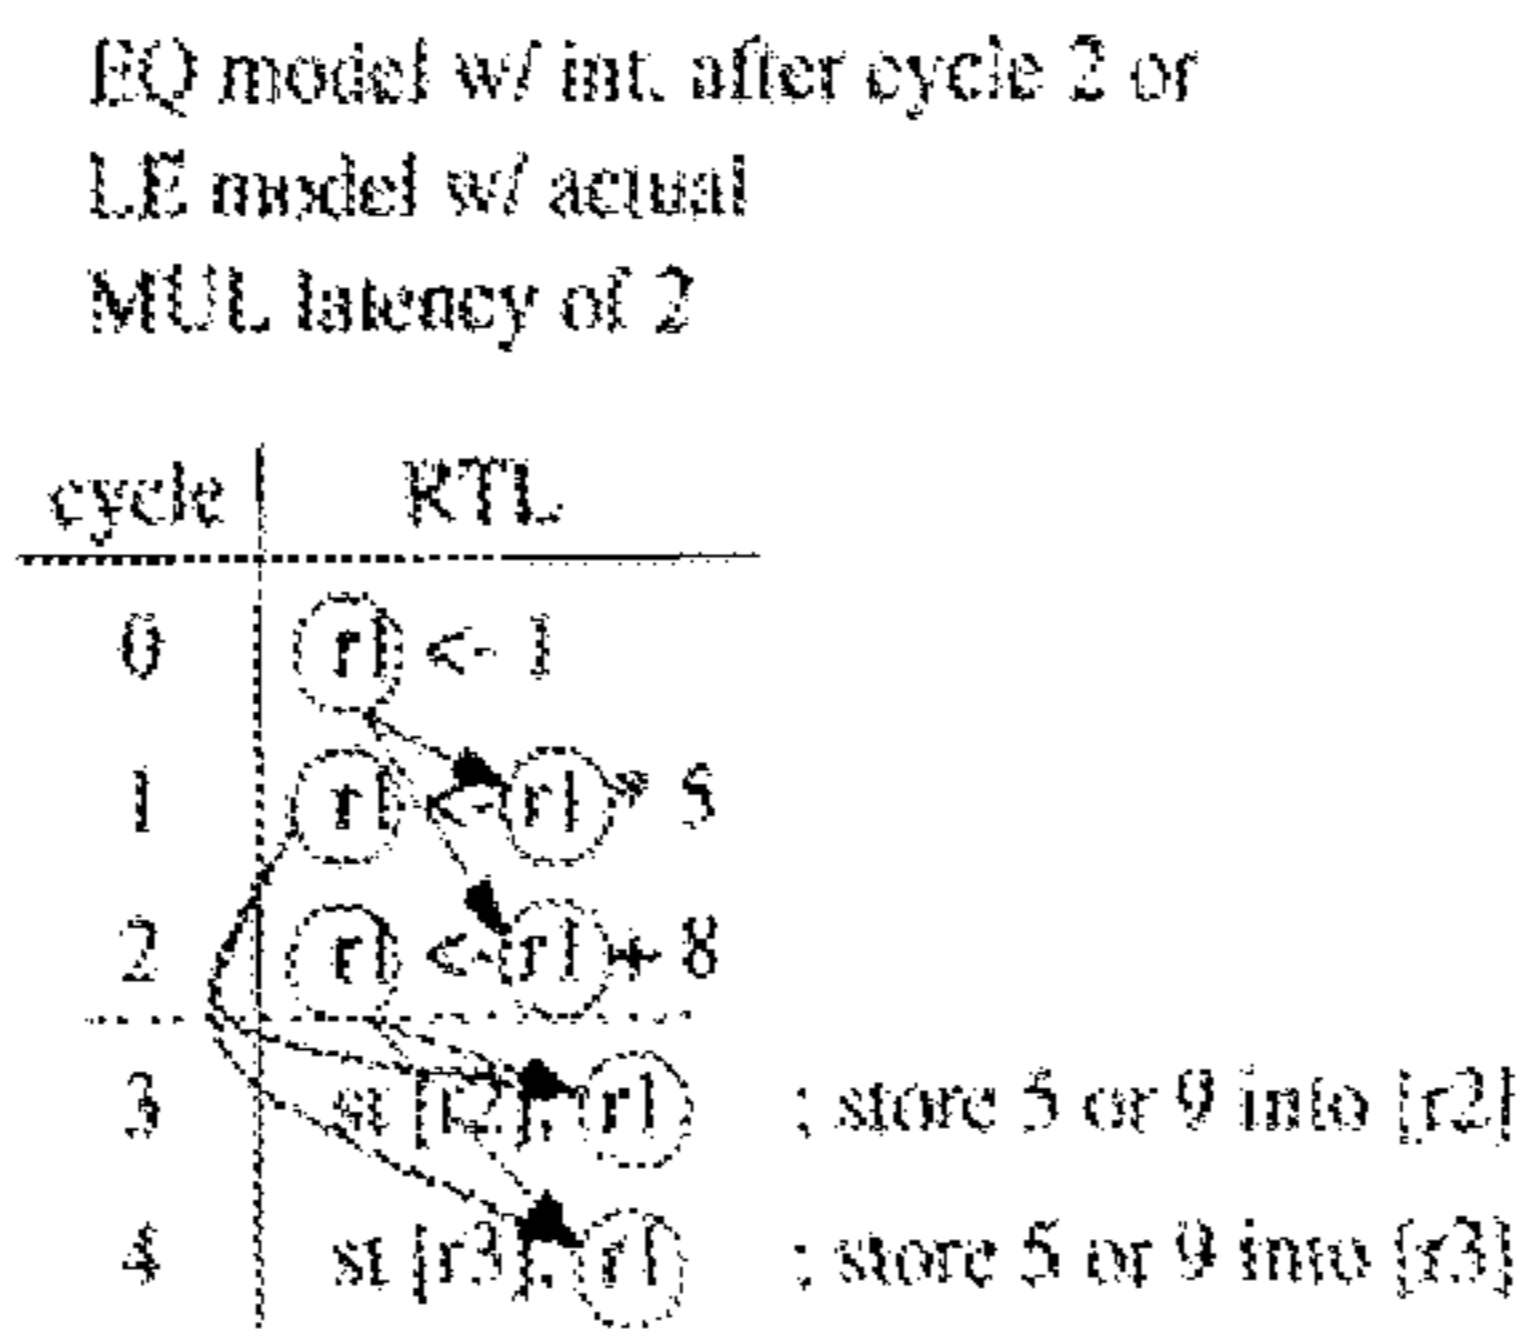 EQ model w/ int. after cycle 2 or
LE model w/ actual
MUL latency of 2
cycle RTL
0 r1 <- 1
1 r1 <- r1 * 5
2 r1 <- r1 + 8
3 st [r2], r1 ; store 5 or 9 into [r2]
4 st [r3], r1 ; store 5 or 9 into [r3]